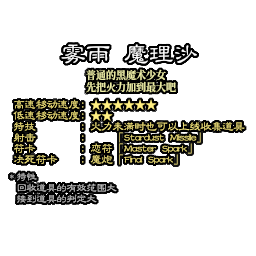 雾雨 魔理沙
普通的黑魔术少女
先把火力加到最大吧
高速移动速度：★★★★★★
低速移动速度：★★
特技　　　　：火力未满时也可以上线收集道具
射击　　　　：　　「Stardust Missile」
符卡　　　　：恋符「Master Spark」
决死符卡　　：魔炮「Final Spark」
*特性
回收道具的有效范围大
接到道具的判定大